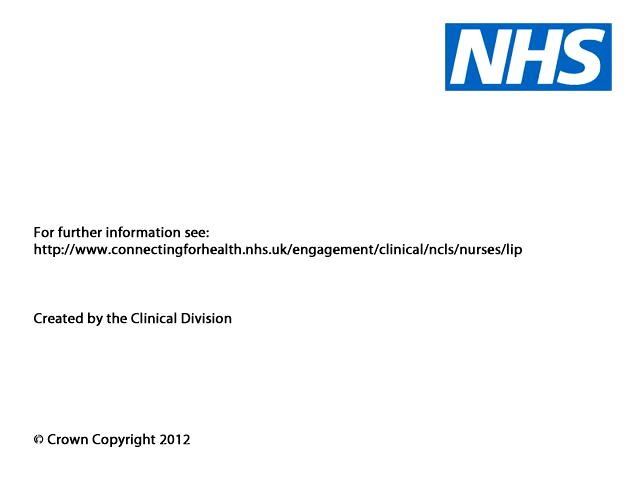 NHS
For further information see:
http://www.connectingforhealth.nhs.uk/engagement/clinical/ncls/nurses/lip
Created by the Clinical Division
© Crown Copyright 2012